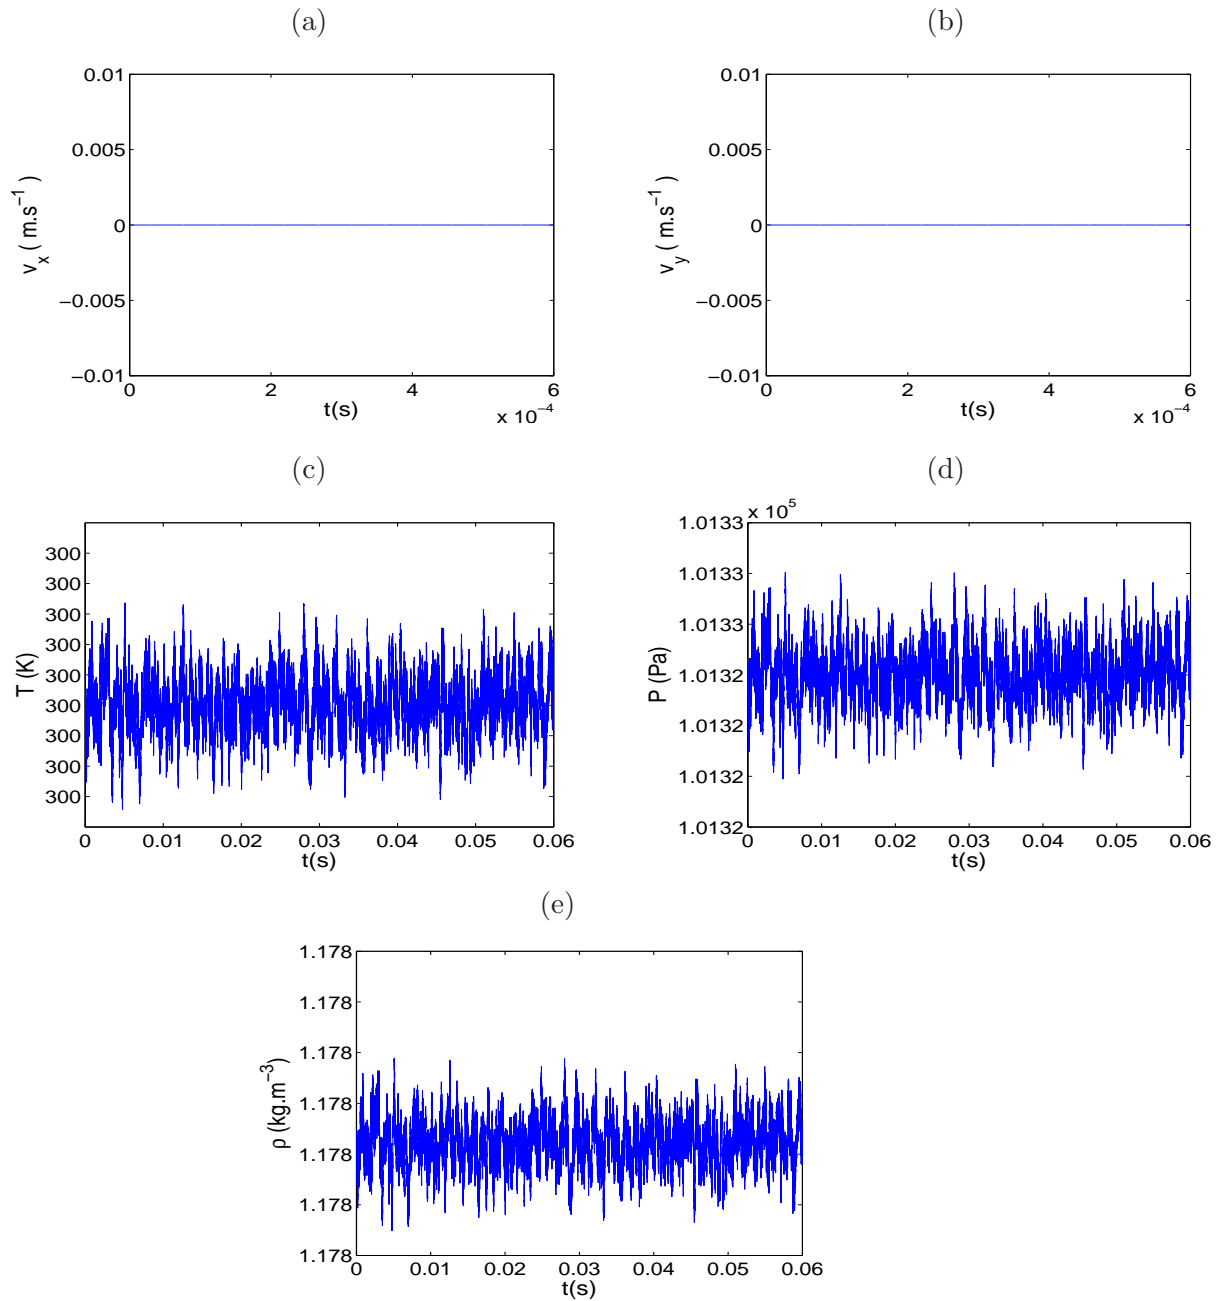 (a)
0.01
0.005
0
−0.005
−0.01
v_x ( m.s⁻¹ )
0 2 4 6
t(s)
x 10⁻⁴
(b)
0.01
0.005
0
−0.005
−0.01
v_y ( m.s⁻¹ )
0 2 4 6
t(s)
x 10⁻⁴
(c)
300
300
300
300
300
300
300
300
300
T (K)
0 0.01 0.02 0.03 0.04 0.05 0.06
t(s)
(d)
x 10⁵
1.0133
1.0133
1.0133
1.0132
1.0132
1.0132
1.0132
P (Pa)
0 0.01 0.02 0.03 0.04 0.05 0.06
t(s)
(e)
1.178
1.178
1.178
1.178
1.178
1.178
1.178
ρ (kg.m⁻³)
0 0.01 0.02 0.03 0.04 0.05 0.06
t(s)